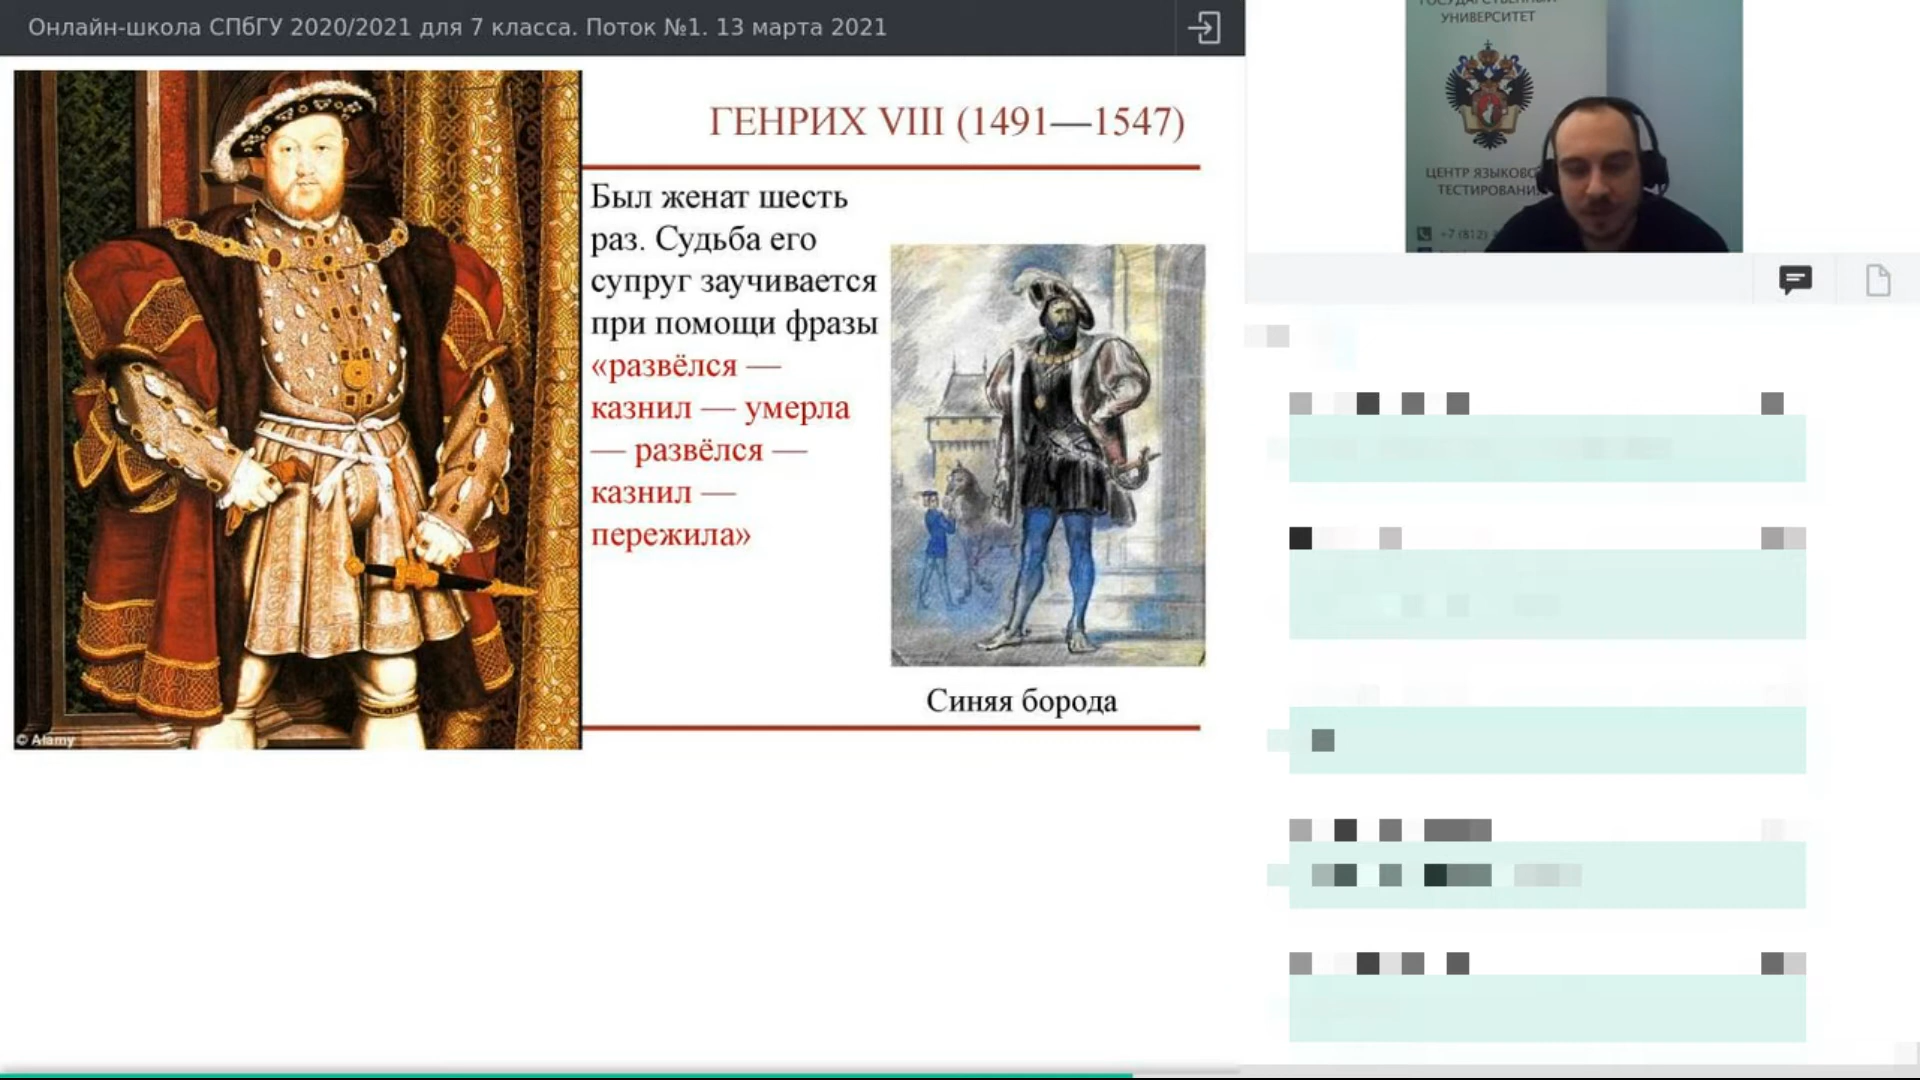 Онлайн-школа СПбГУ 2020/2021 для 7 класса. Поток №1. 13 марта 2021
ГЕНРИХ VIII (1491—1547)
Был женат шесть
раз. Судьба его
супруг заучивается
при помощи фразы
«развёлся —
казнил — умерла
— развёлся —
казнил —
пережила»
Синяя борода
© Alamy
УНИВЕРСИТЕТ
ЦЕНТР
+7 (812)